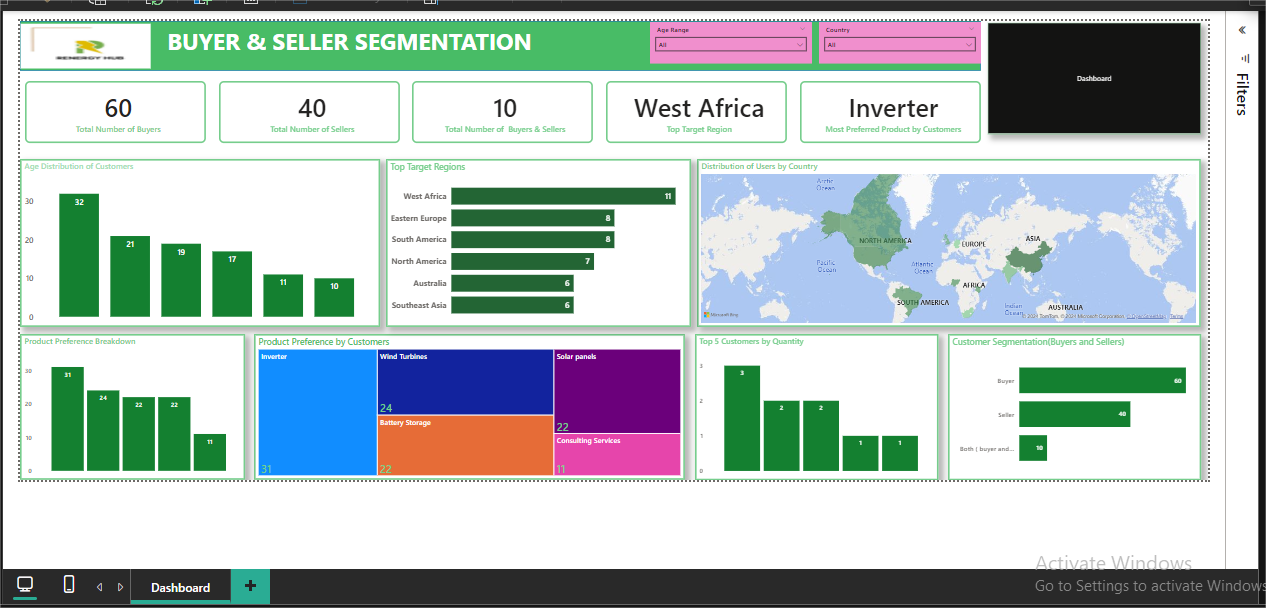 RENERGY HUB
BUYER & SELLER SEGMENTATION
Age Range
All
Country
All
Dashboard
60
Total Number of Buyers
40
Total Number of Sellers
10
Total Number of Buyers & Sellers
West Africa
Top Target Region
Inverter
Most Preferred Product by Customers
Age Distribution of Customers
30
20
10
0
32
21
19
17
11
10
Top Target Regions
West Africa 11
Eastern Europe 8
South America 8
North America 7
Australia 6
Southeast Asia 6
Distribution of Users by Country
Arctic
Ocean
NORTH AMERICA
EUROPE
ASIA
Pacific
Ocean
Atlantic
Ocean
AFRICA
SOUTH AMERICA
Indian
Ocean
AUSTRALIA
Microsoft Bing
© 2024 TomTom, © 2024 Microsoft Corporation, © OpenStreetMap Terms
Product Preference Breakdown
30
20
10
0
31
24
22
22
11
Product Preference by Customers
Inverter
31
Wind Turbines
24
Battery Storage
22
Solar panels
22
Consulting Services
11
Top 5 Customers by Quantity
3
2
1
0
3
2
2
1
1
Customer Segmentation(Buyers and Sellers)
Buyer 60
Seller 40
Both ( buyer and... 10
Filters
Activate Windows
Go to Settings to activate Windows
Dashboard